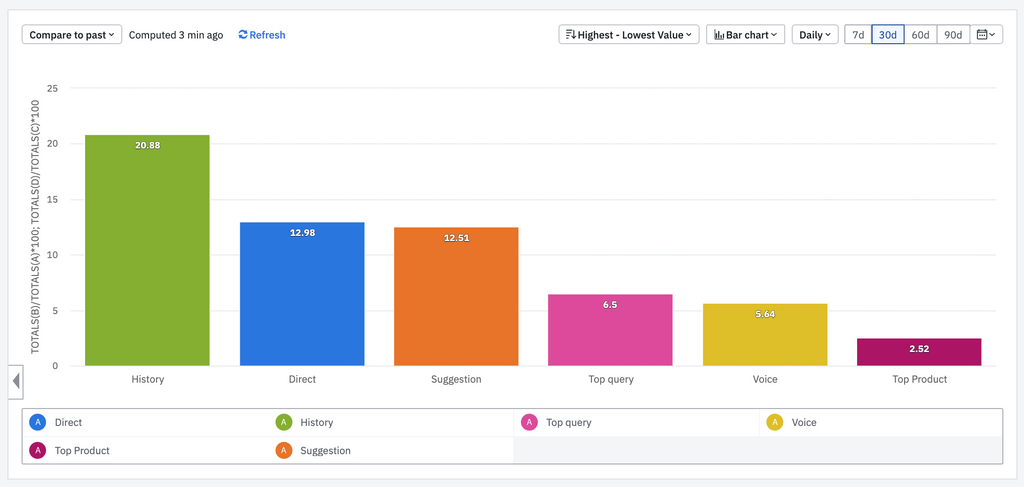 Compare to past Computed 3 min ago Refresh Highest - Lowest Value Bar chart Daily 7d 30d 60d 90d
TOTALS(B)/TOTALS(A)*100; TOTALS(D)/TOTALS(C)*100
25
20
15
10
5
0
20.88
12.98
12.51
6.5
5.64
2.52
History Direct Suggestion Top query Voice Top Product
A Direct A History A Top query A Voice
A Top Product A Suggestion